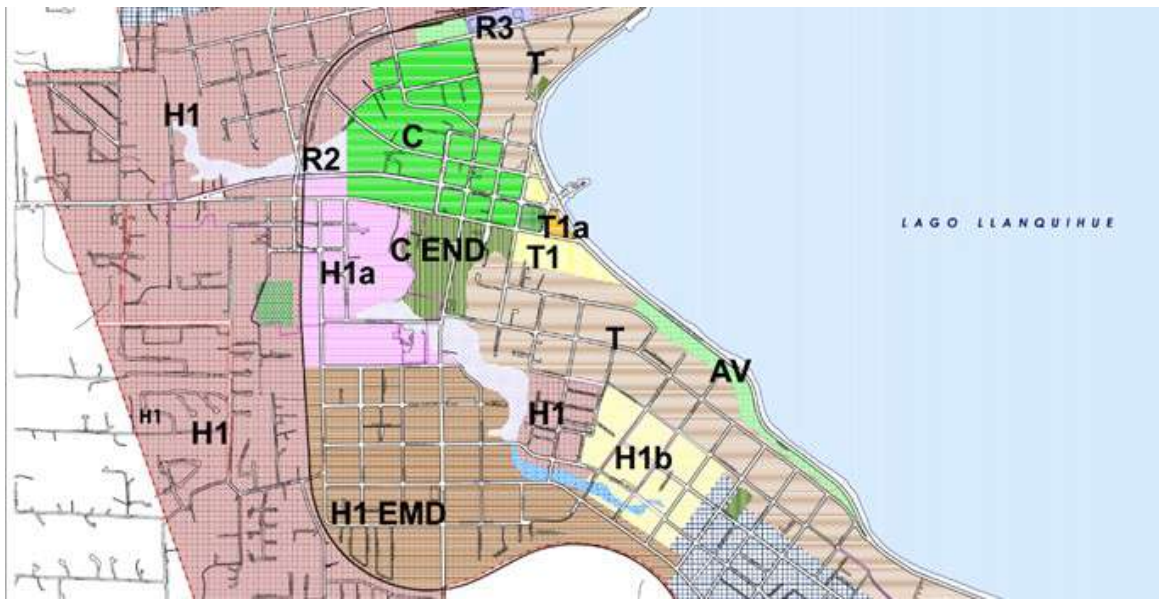 R3
T
H1
C
R2
LAGO LLANQUIHUE
T1a
C END
T1
H1a
T
AV
H1
H1
H1
H1b
H1 EMD